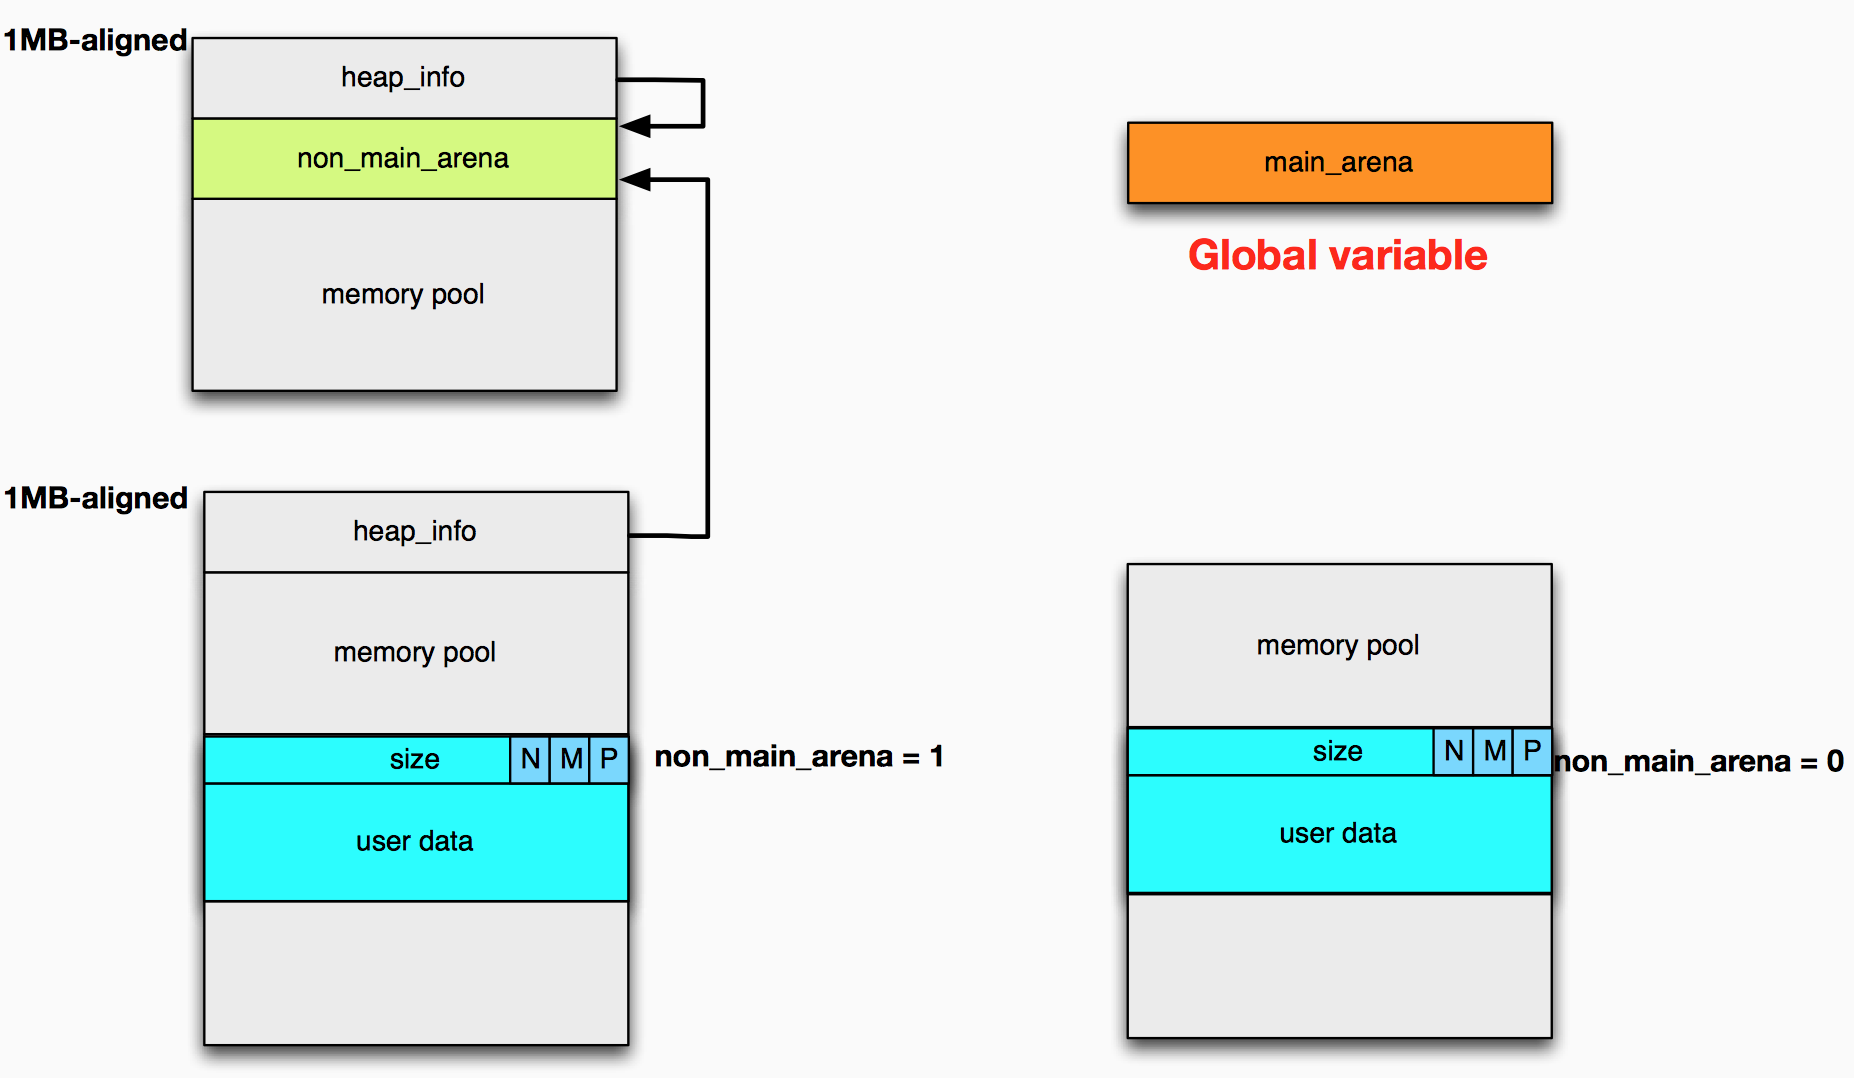 1MB-aligned
heap_info
non_main_arena
memory pool
main_arena
Global variable
1MB-aligned
heap_info
memory pool
size N M P
non_main_arena = 1
user data
memory pool
size N M P
non_main_arena = 0
user data